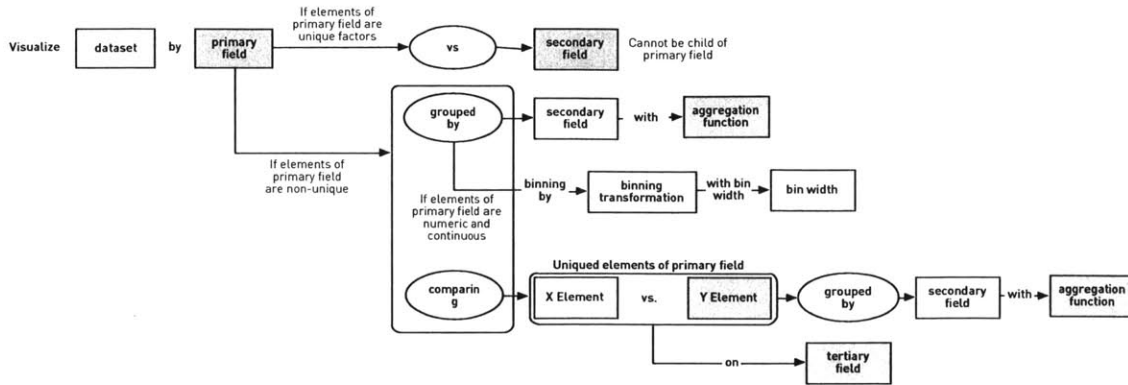 If elements of
primary field are
unique factors
Visualize
dataset
by
primary
field
vs
secondary
field
Cannot be child of
primary field
grouped
by
secondary
field
with
aggregation
function
If elements of
primary field
are non-unique
binning
by
binning
transformation
with bin
width
bin width
If elements of
primary field are
numeric and
continuous
Uniqued elements of primary field
comparin
g
X Element
vs.
Y Element
grouped
by
secondary
field
with
aggregation
function
on
tertiary
field